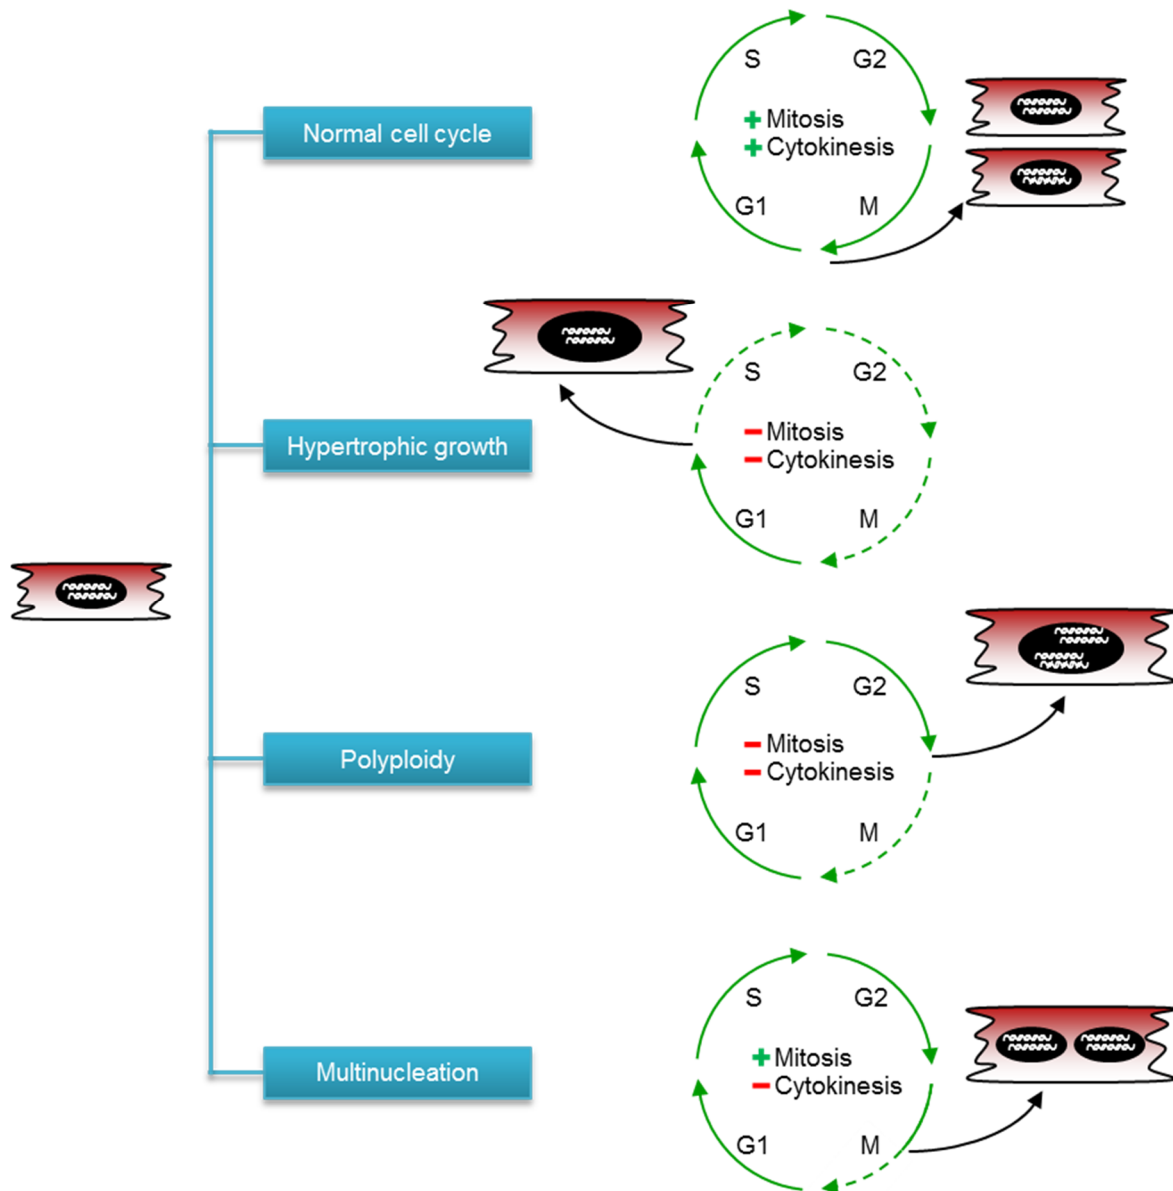 Normal cell cycle
S
G2
Mitosis
Cytokinesis
G1
M
Hypertrophic growth
S
G2
Mitosis
Cytokinesis
G1
M
Polyploidy
S
G2
Mitosis
Cytokinesis
G1
M
Multinucleation
S
G2
Mitosis
Cytokinesis
G1
M